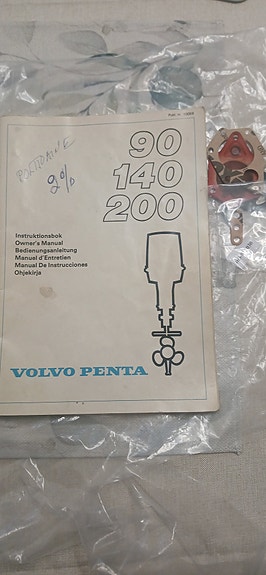 90
140
200
Instruktionsbok
Owner's Manual
Bedienungsanleitung
Manuel d'Entretien
Manual De Instrucciones
Ohjekirja
VOLVO PENTA